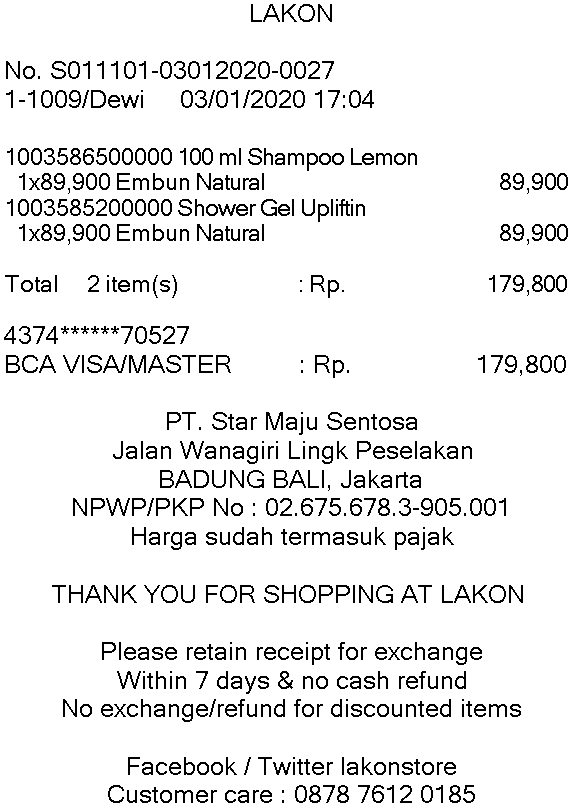 LAKON
No. S011101-03012020-0027
1-1009/Dewi 03/01/2020 17:04
1003586500000 100 ml Shampoo Lemon
1x89,900 Embun Natural 89,900
1003585200000 Shower Gel Upliftin
1x89,900 Embun Natural 89,900
Total 2 item(s) : Rp. 179,800
4374******70527
BCA VISA/MASTER : Rp. 179,800
PT. Star Maju Sentosa
Jalan Wanagiri Lingk Peselakan
BADUNG BALI, Jakarta
NPWP/PKP No : 02.675.678.3-905.001
Harga sudah termasuk pajak
THANK YOU FOR SHOPPING AT LAKON
Please retain receipt for exchange
Within 7 days & no cash refund
No exchange/refund for discounted items
Facebook / Twitter lakonstore
Customer care : 0878 7612 0185